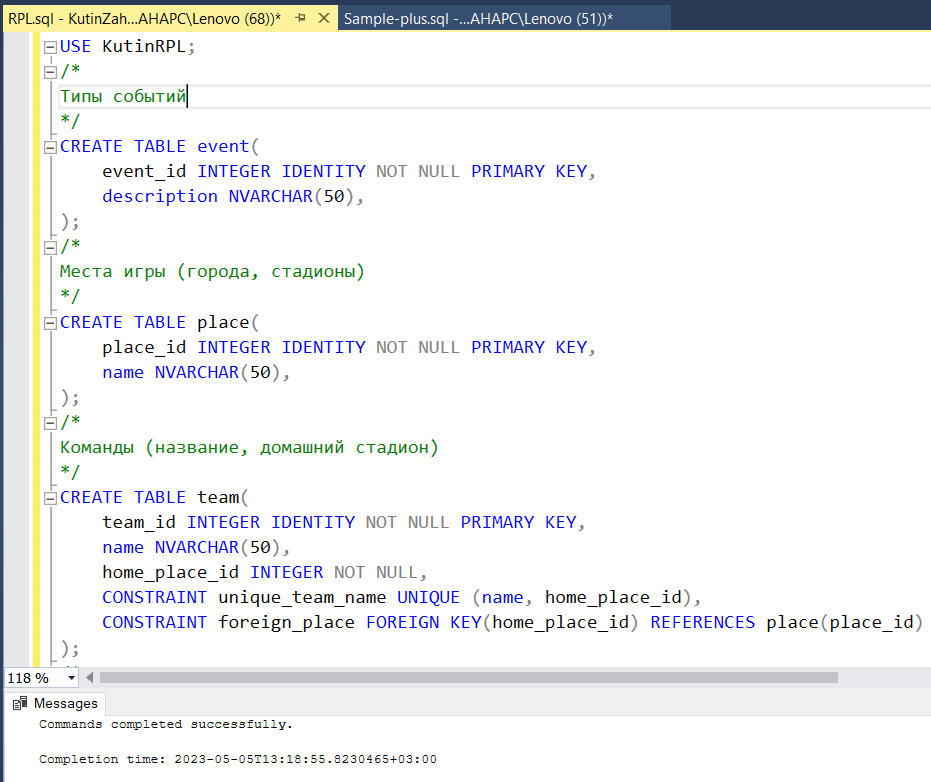 RPL.sql - KutinZah...AHAPC\Lenovo (68))* Sample-plus.sql -...AHAPC\Lenovo (51))*
USE KutinRPL;
/*
Типы событий
*/
CREATE TABLE event(
event_id INTEGER IDENTITY NOT NULL PRIMARY KEY,
description NVARCHAR(50),
);
/*
Места игры (города, стадионы)
*/
CREATE TABLE place(
place_id INTEGER IDENTITY NOT NULL PRIMARY KEY,
name NVARCHAR(50),
);
/*
Команды (название, домашний стадион)
*/
CREATE TABLE team(
team_id INTEGER IDENTITY NOT NULL PRIMARY KEY,
name NVARCHAR(50),
home_place_id INTEGER NOT NULL,
CONSTRAINT unique_team_name UNIQUE (name, home_place_id),
CONSTRAINT foreign_place FOREIGN KEY(home_place_id) REFERENCES place(place_id)
);
118 %
Messages
Commands completed successfully.
Completion time: 2023-05-05T13:18:55.8230465+03:00